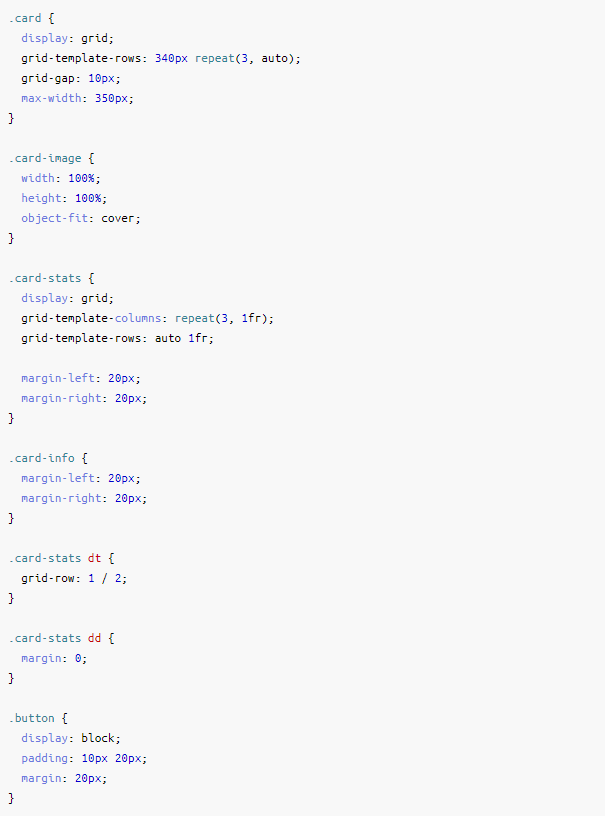 .card {
  display: grid;
  grid-template-rows: 340px repeat(3, auto);
  grid-gap: 10px;
  max-width: 350px;
}

.card-image {
  width: 100%;
  height: 100%;
  object-fit: cover;
}

.card-stats {
  display: grid;
  grid-template-columns: repeat(3, 1fr);
  grid-template-rows: auto 1fr;

  margin-left: 20px;
  margin-right: 20px;
}

.card-info {
  margin-left: 20px;
  margin-right: 20px;
}

.card-stats dt {
  grid-row: 1 / 2;
}

.card-stats dd {
  margin: 0;
}

.button {
  display: block;
  padding: 10px 20px;
  margin: 20px;
}